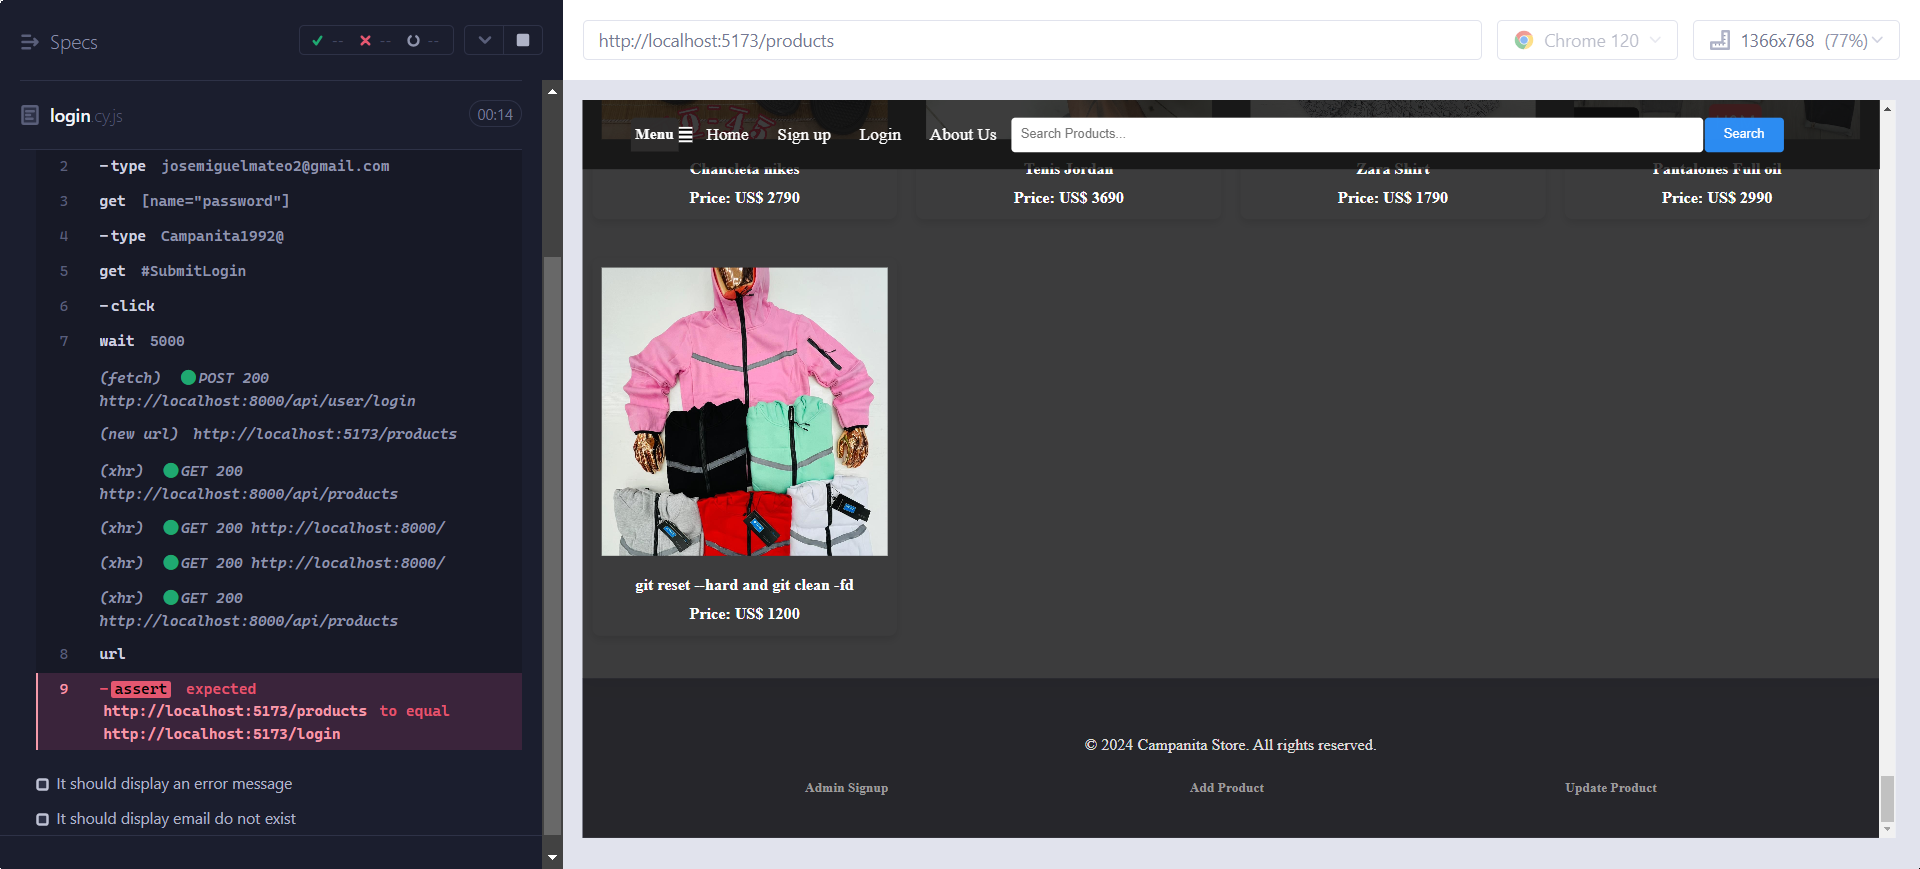 Specs
-- -- --
login.cy.js
00:14
2 -type josemiguelmateo2@gmail.com
3 get [name="password"]
4 -type Campanita1992@
5 get #SubmitLogin
6 -click
7 wait 5000
(fetch) POST 200
http://localhost:8000/api/user/login
(new url) http://localhost:5173/products
(xhr) GET 200
http://localhost:8000/api/products
(xhr) GET 200 http://localhost:8000/
(xhr) GET 200 http://localhost:8000/
(xhr) GET 200
http://localhost:8000/api/products
8 url
9 -assert expected
http://localhost:5173/products to equal
http://localhost:5173/login
It should display an error message
It should display email do not exist
http://localhost:5173/products
Chrome 120
1366x768 (77%)
Menu Home Sign up Login About Us Search Products... Search
Chancleta nikes
Price: US$ 2790
Tenis Jordan
Price: US$ 3690
Zara Shirt
Price: US$ 1790
Pantalones Full oil
Price: US$ 2990
git reset --hard and git clean -fd
Price: US$ 1200
© 2024 Campanita Store. All rights reserved.
Admin Signup Add Product Update Product